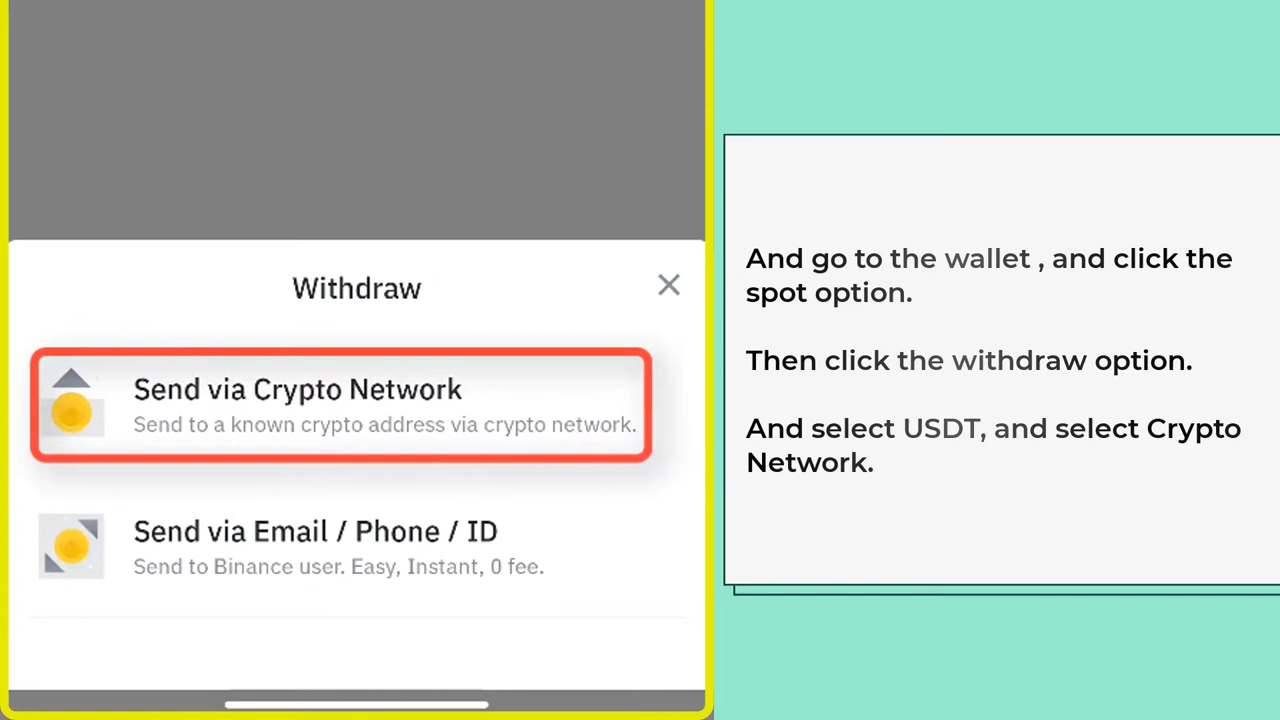 Withdraw
Send via Crypto Network
Send to a known crypto address via crypto network.
Send via Email / Phone / ID
Send to Binance user. Easy, Instant, 0 fee.
And go to the wallet , and click the
spot option.
Then click the withdraw option.
And select USDT, and select Crypto
Network.